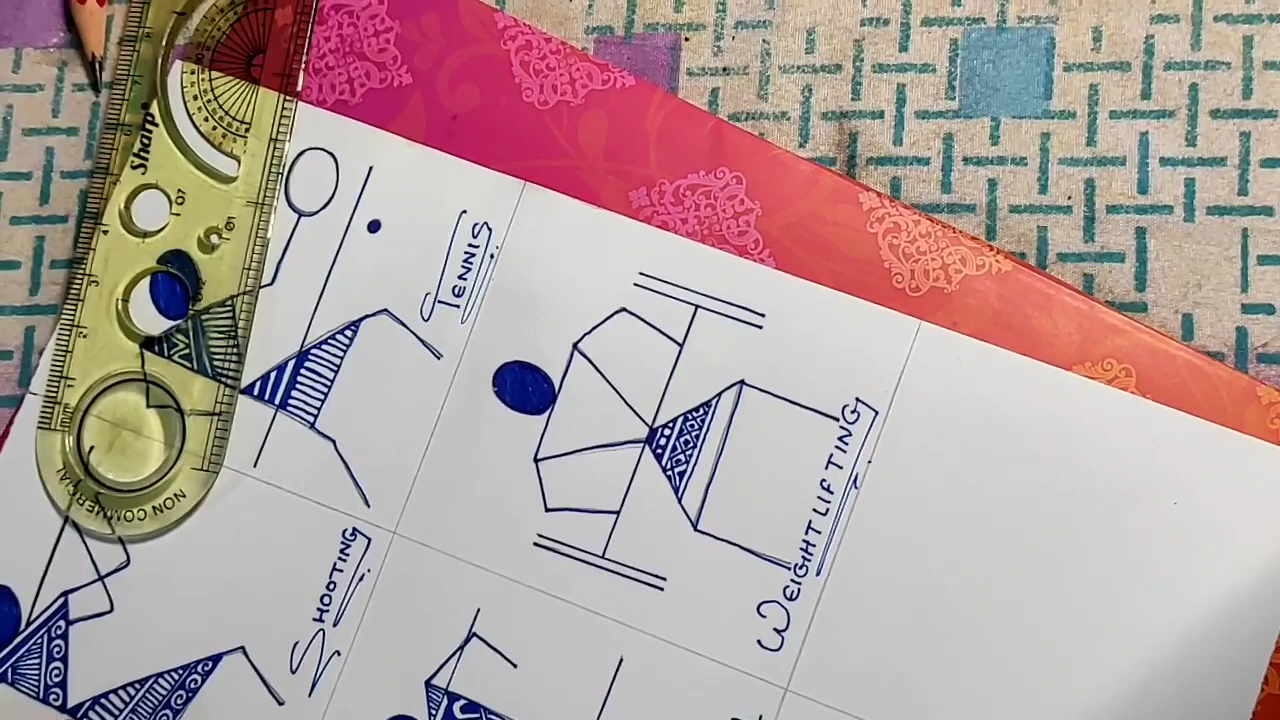 Sharp
NON COMMERCIAL
TENNIS
WEIGHTLIFTING
SHOOTING